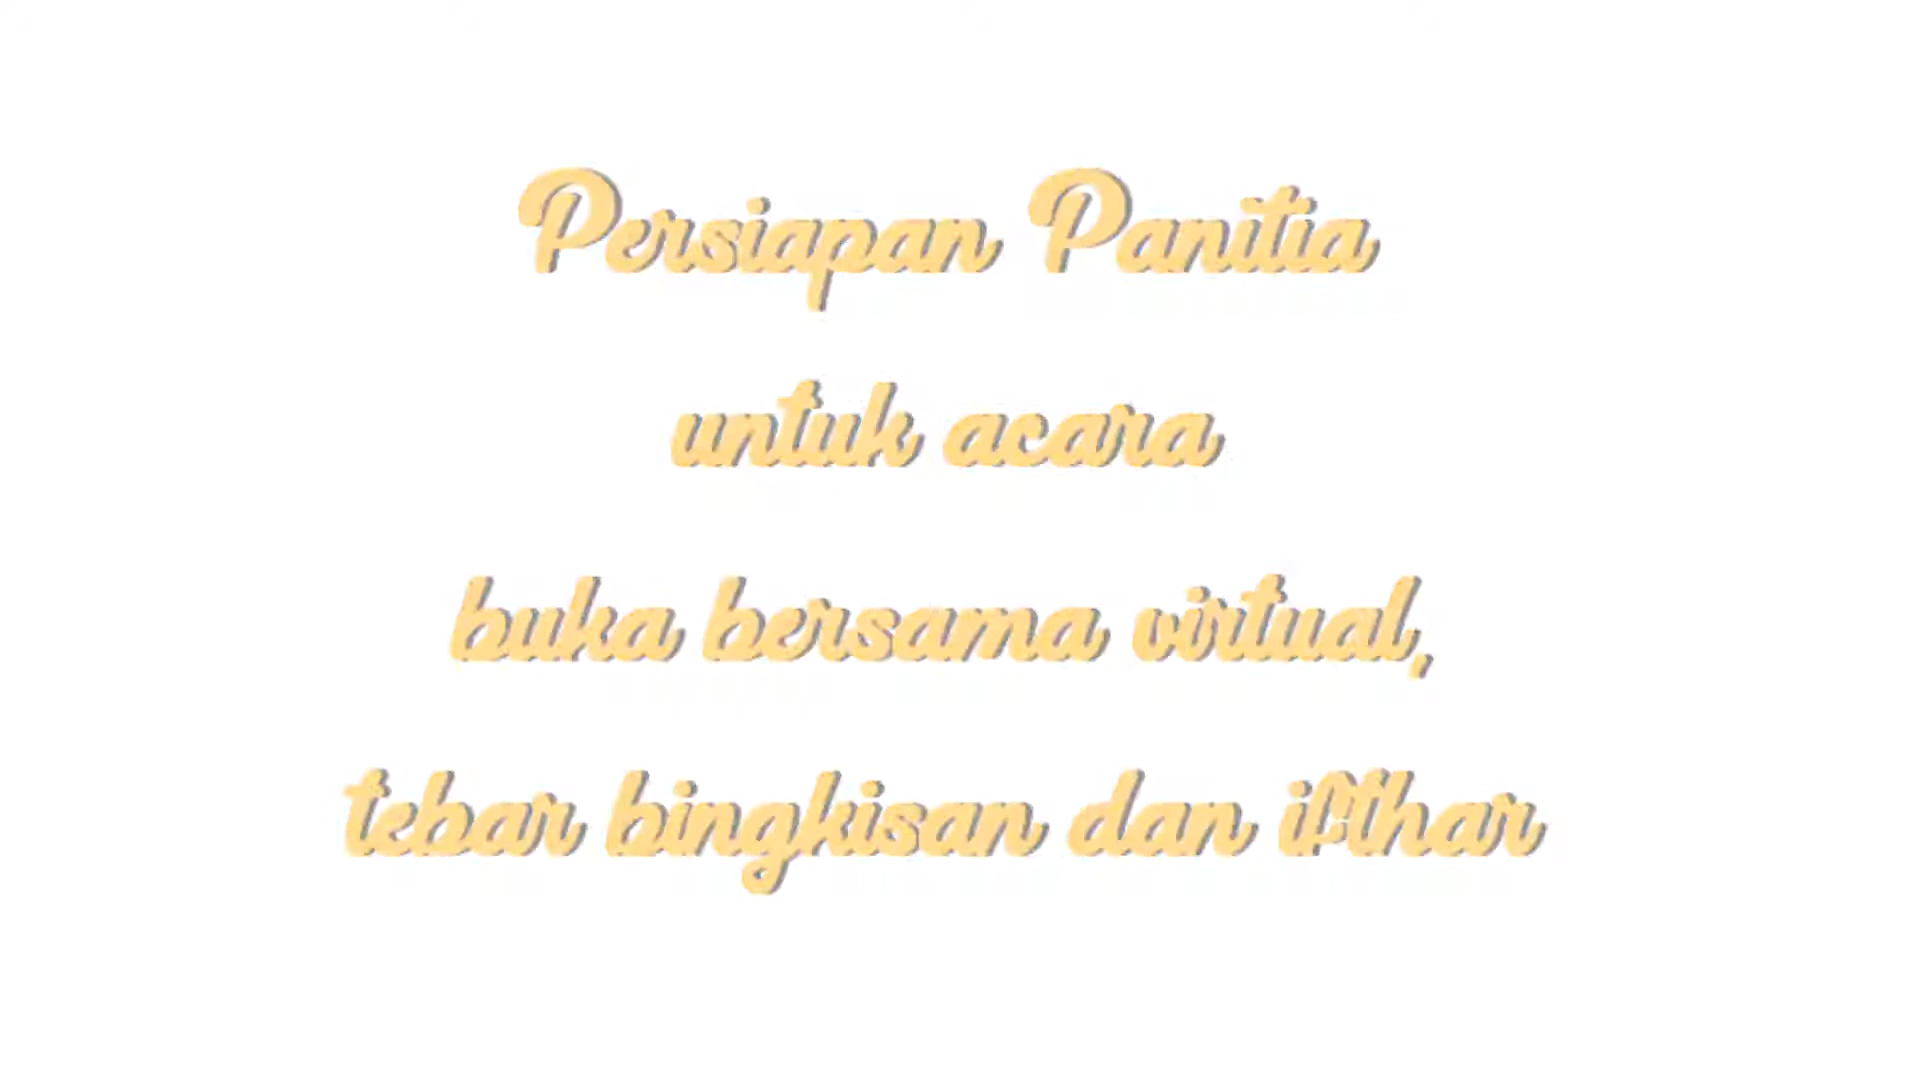 Persiapan Panitia
untuk acara
buka bersama virtual,
tebar bingkisan dan ifthar